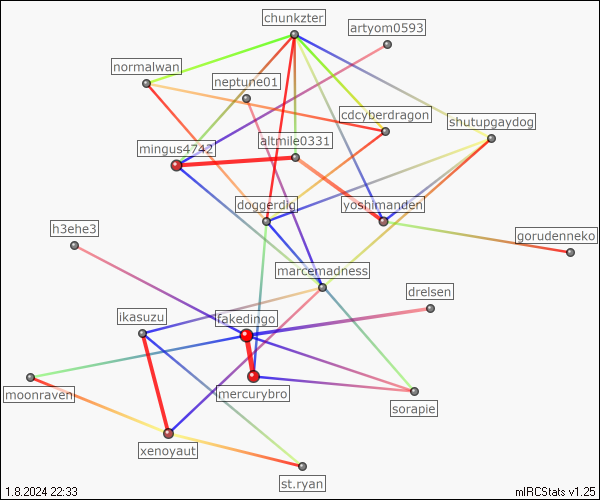 chunkzter
artyom0593
normalwan
neptune01
cdcyberdragon
shutupgaydog
mingus4742
altmile0331
doggerdig
yoshimanden
h3ehe3
gorudenneko
marcemadness
drelsen
ikasuzu
fakedingo
moonraven
mercurybro
sorapie
xenoyaut
st.ryan
1.8.2024 22:33
mIRCStats v1.25